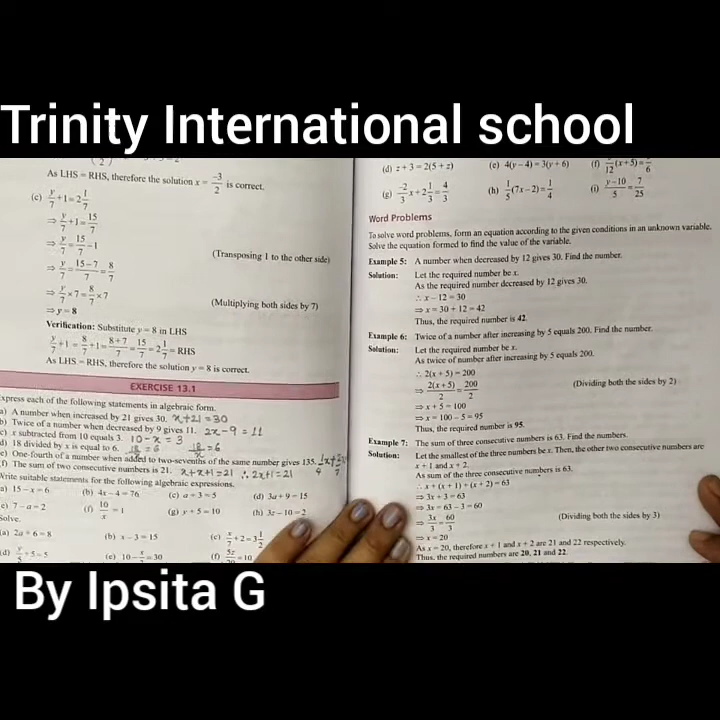 Trinity International school
As LHS = RHS, therefore the solution x = -3/2 is correct.
(c) y/7 + 1 = 2 1/7
⇒ y/7 + 1 = 15/7
⇒ y/7 = 15/7 − 1 (Transposing 1 to the other side)
⇒ y/7 = 15 − 7/7 = 8/7
⇒ y/7 × 7 = 8/7 × 7 (Multiplying both sides by 7)
⇒ y = 8
Verification: Substitute y = 8 in LHS
y/7 + 1 = 8/7 + 1 = 8 + 7/7 = 15/7 = 2 1/7 = RHS
As LHS = RHS, therefore the solution y = 8 is correct.
EXERCISE 13.1
xpress each of the following statements in algebraic form.
a) A number when increased by 21 gives 30. x+21=30
b) Twice of a number when decreased by 9 gives 11. 2x−9=11
c) x subtracted from 10 equals 3. 10−x=3
d) 18 divided by x is equal to 6. 18/x=6 18/x=6
e) One-fourth of a number when added to two-sevenths of the same number gives 135.
f) The sum of two consecutive numbers is 21. x+x+1=21 ∴ 2x+1=21
Write suitable statements for the following algebraic expressions.
a) 15 − x = 6 (b) 4x − 4 = 76 (c) a ÷ 3 = 5 (d) 3a + 9 = 15
e) 7 − a = 2 (f) 10/x = 1 (g) y + 5 = 10 (h) 3z − 10 = 2
Solve.
(a) 2a + 6 = 8 (b) x − 3 = 15 (c) x/7 + 2 = 3 1/2
(d) y/5 + 5 = 5 (e) 10 − = 30 (f) = 10
(d) z + 3 = 2(5 + z) (e) 4(y − 4) = 3(y + 6) (f)
(g) -2/3 x + 2 1/3 = 4/3 (h) 1/5 (7x − 2) = 1/4 (i) y − 10/5 = 7/25
Word Problems
To solve word problems, form an equation according to the given conditions in an unknown variable.
Solve the equation formed to find the value of the variable.
Example 5: A number when decreased by 12 gives 30. Find the number.
Solution: Let the required number be x.
As the required number decreased by 12 gives 30.
∴ x − 12 = 30
⇒ x = 30 + 12 = 42
Thus, the required number is 42.
Example 6: Twice of a number after increasing by 5 equals 200. Find the number.
Solution: Let the required number be x.
As twice of number after increasing by 5 equals 200.
∴ 2(x + 5) = 200
⇒ 2(x + 5)/2 = 200/2 (Dividing both sides by 2)
⇒ x + 5 = 100
⇒ x = 100 − 5 = 95
Thus, the required number is 95.
Example 7: The sum of three consecutive numbers is 63. Find the numbers.
Solution: Let the smallest of the three numbers be x. Then, the other two consecutive numbers are
x + 1 and x + 2.
As sum of the three consecutive numbers is 63.
∴ x + (x + 1) + (x + 2) = 63
⇒ 3x + 3 = 63
⇒ 3x = 63 − 3 = 60
⇒ 3x/3 = 60/3 (Dividing both sides by 3)
⇒ x = 20
As x = 20, therefore x + 1 and x + 2 are 21 and 22 respectively.
Thus, the required numbers are 20, 21 and 22.
By Ipsita G